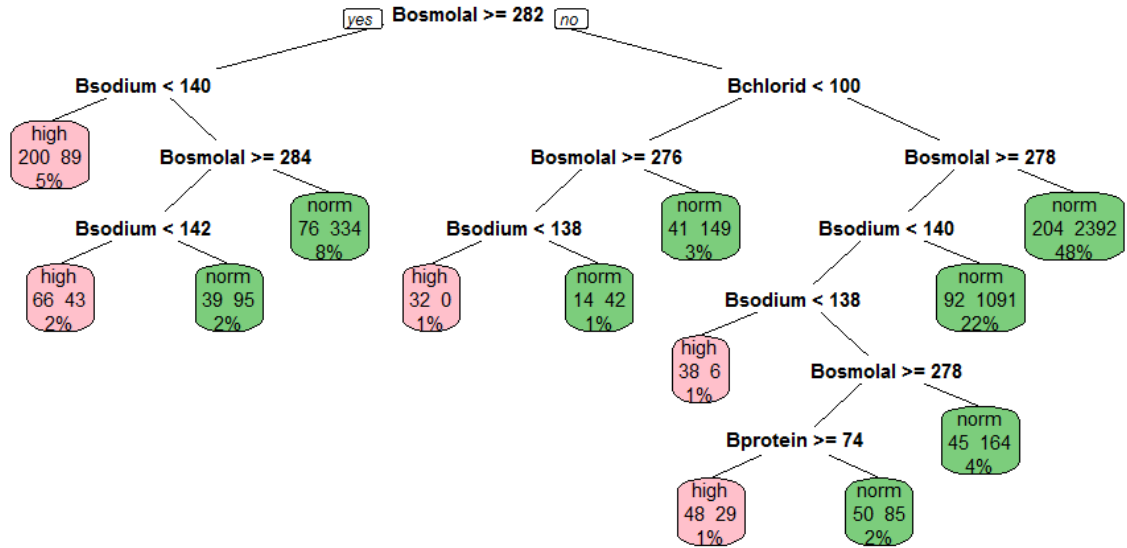 yes Bosmolal >= 282 no
Bsodium < 140
Bchlorid < 100
high
200 89
5%
Bosmolal >= 284
Bosmolal >= 276
Bosmolal >= 278
Bsodium < 142
norm
76 334
8%
Bsodium < 138
norm
41 149
3%
Bsodium < 140
norm
204 2392
48%
high
66 43
2%
norm
39 95
2%
high
32 0
1%
norm
14 42
1%
Bsodium < 138
norm
92 1091
22%
high
38 6
1%
Bosmolal >= 278
Bprotein >= 74
norm
45 164
4%
high
48 29
1%
norm
50 85
2%